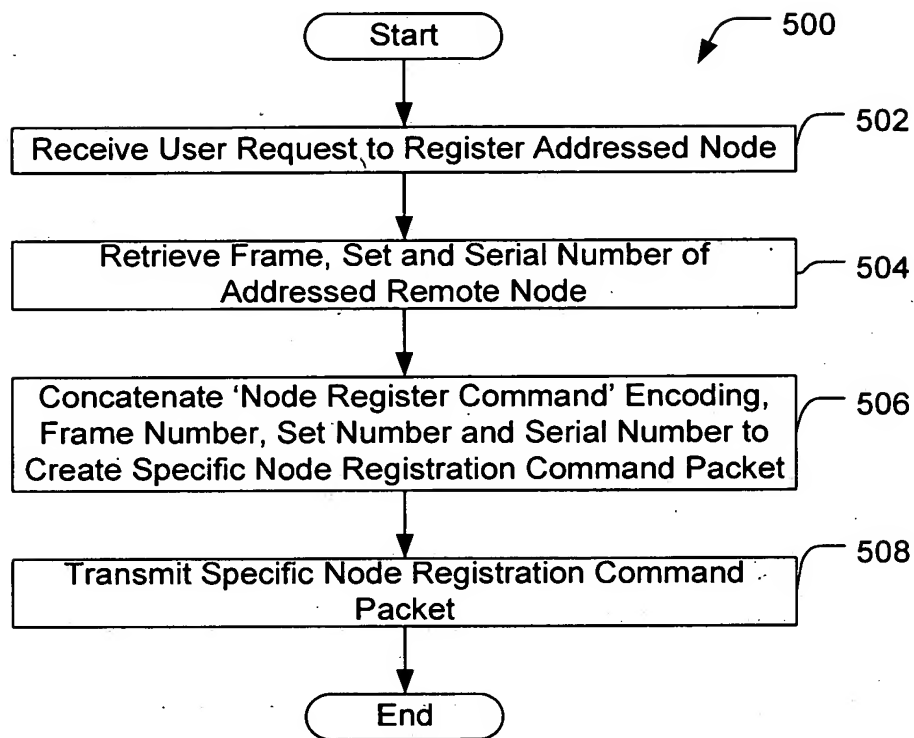 Start
500
Receive User Request to Register Addressed Node
502
Retrieve Frame, Set and Serial Number of
Addressed Remote Node
504
Concatenate ‘Node Register Command’ Encoding,
Frame Number, Set Number and Serial Number to
Create Specific Node Registration Command Packet
506
Transmit Specific Node Registration Command
Packet
508
End